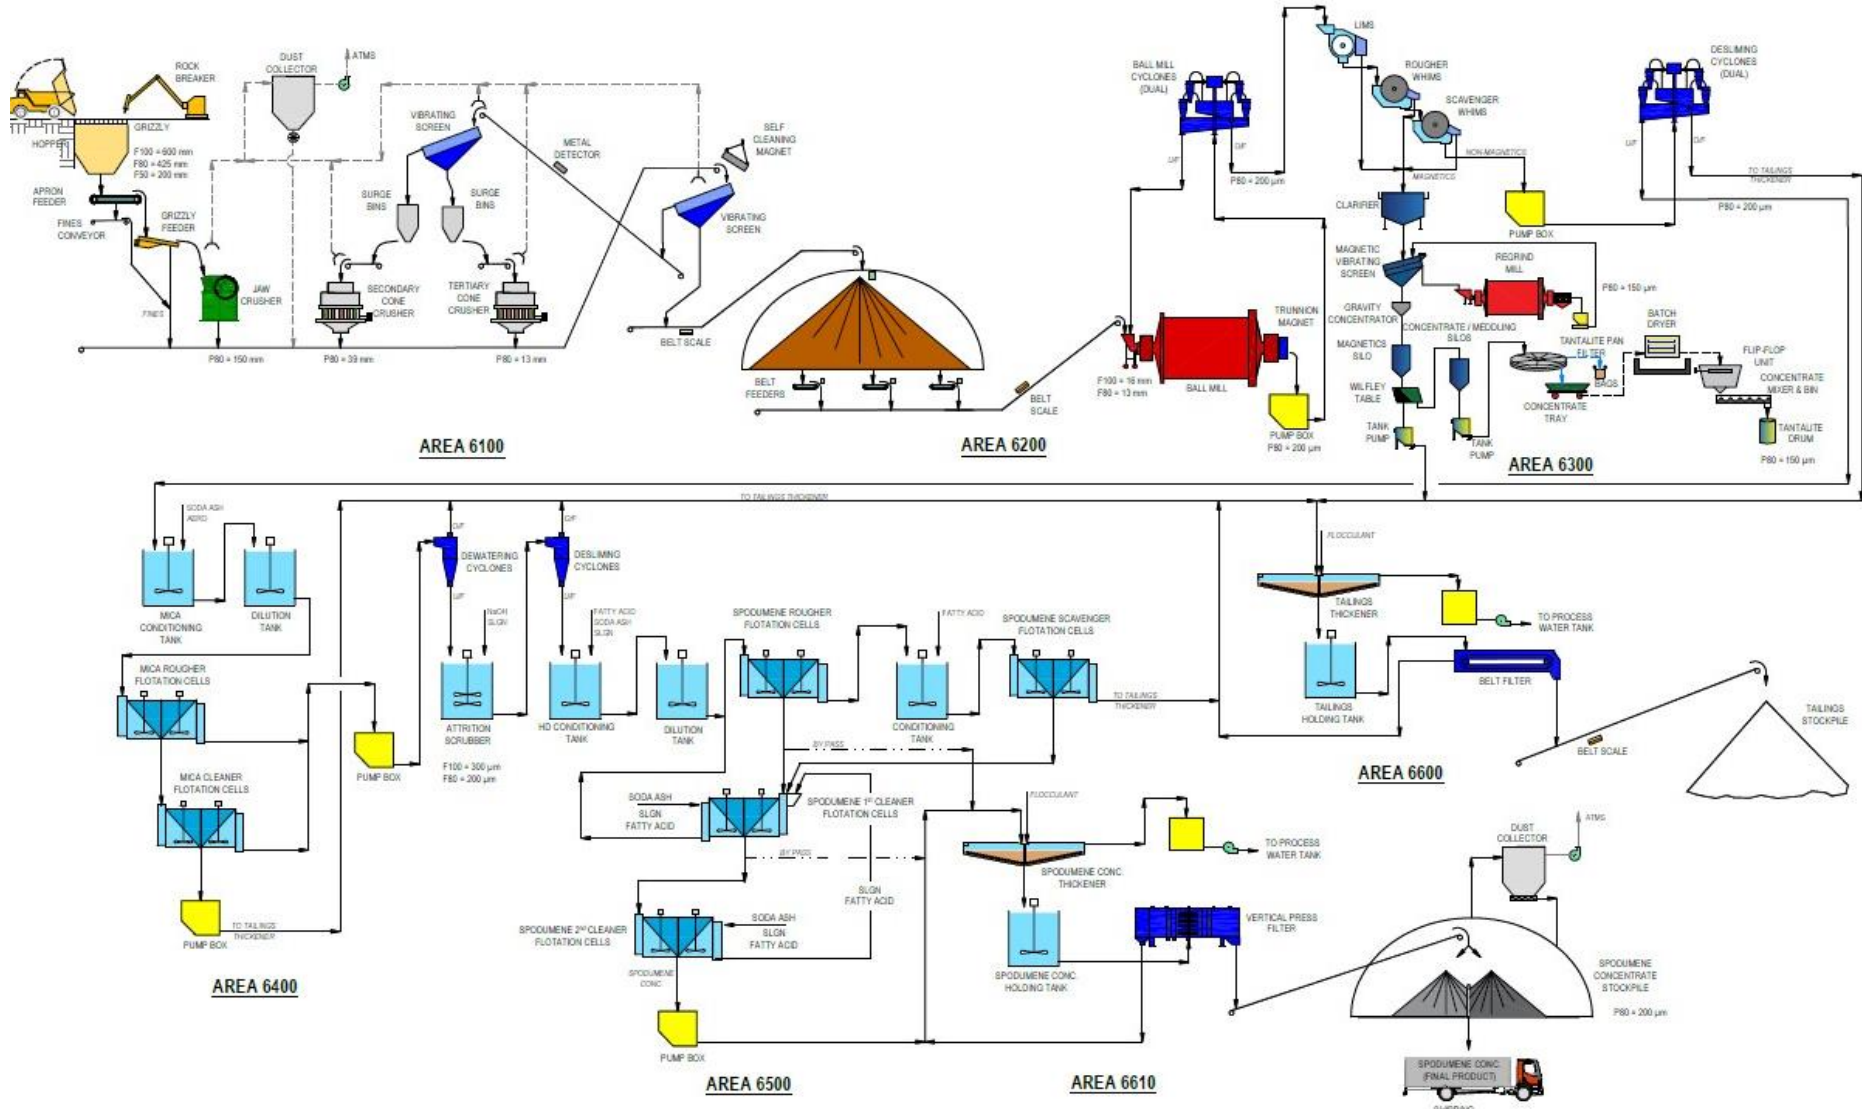 DUST
COLLECTOR
ATMS
ROCK
BREAKER
GRIZZLY
HOPPER
F100 = 600 mm
F80 = 425 mm
F50 = 200 mm
APRON
FEEDER
FINES
CONVEYOR
GRIZZLY
FEEDER
FINES
JAW
CRUSHER
P80 = 150 mm
VIBRATING
SCREEN
SURGE
BINS
SURGE
BINS
SECONDARY
CONE
CRUSHER
P80 = 39 mm
TERTIARY
CONE
CRUSHER
P80 = 13 mm
METAL
DETECTOR
SELF
CLEANING
MAGNET
VIBRATING
SCREEN
BELT SCALE
AREA 6100
BELT
FEEDERS
BELT
SCALE
AREA 6200
BALL MILL
CYCLONES
(DUAL)
U/F
O/F
P80 = 200 µm
F100 = 16 mm
F80 = 13 mm
BALL MILL
TRUNNION
MAGNET
PUMP BOX
P80 = 200 µm
LIMS
ROUGHER
WHIMS
SCAVENGER
WHIMS
NON-MAGNETICS
MAGNETICS
CLARIFIER
PUMP BOX
DESLIMING
CYCLONES
(DUAL)
U/F
O/F
TO TAILINGS
THICKENER
P80 = 200 µm
MAGNETIC
VIBRATING
SCREEN
REGRIND
MILL
P80 = 150 µm
GRAVITY
CONCENTRATOR
CONCENTRATE / MEDDLING
SILOS
MAGNETICS
SILO
WILFLEY
TABLE
TANK
PUMP
TANK
PUMP
TANTALITE PAN
FILTER
BAGS
CONCENTRATE
TRAY
BATCH
DRYER
FLIP-FLOP
UNIT
CONCENTRATE
MIXER & BIN
TANTALITE
DRUM
P80 = 150 µm
AREA 6300
TO TAILINGS THICKENER
SODA ASH
AERO
MICA
CONDITIONING
TANK
DILUTION
TANK
MICA ROUGHER
FLOTATION CELLS
MICA CLEANER
FLOTATION CELLS
PUMP BOX
TO TAILINGS
THICKENER
PUMP BOX
AREA 6400
O/F
DEWATERING
CYCLONES
U/F
NaOH
SLGN
ATTRITION
SCRUBBER
F100 = 300 µm
F80 = 200 µm
O/F
DESLIMING
CYCLONES
U/F
FATTY ACID
SODA ASH
SLGN
HD CONDITIONING
TANK
DILUTION
TANK
SPODUMENE ROUGHER
FLOTATION CELLS
FATTY ACID
CONDITIONING
TANK
SPODUMENE SCAVENGER
FLOTATION CELLS
TO TAILINGS
THICKENER
BY PASS
SODA ASH
SLGN
FATTY ACID
SPODUMENE 1ST CLEANER
FLOTATION CELLS
BY PASS
SLGN
FATTY ACID
SPODUMENE 2ND CLEANER
FLOTATION CELLS
SODA ASH
SLGN
FATTY ACID
SPODUMENE
CONC.
PUMP BOX
AREA 6500
FLOCCULANT
TAILINGS
THICKENER
TO PROCESS
WATER TANK
TAILINGS
HOLDING TANK
BELT FILTER
BELT SCALE
TAILINGS
STOCKPILE
AREA 6600
FLOCCULANT
SPODUMENE CONC.
THICKENER
TO PROCESS
WATER TANK
SPODUMENE CONC.
HOLDING TANK
VERTICAL PRESS
FILTER
AREA 6610
DUST
COLLECTOR
ATMS
SPODUMENE
CONCENTRATE
STOCKPILE
P80 = 200 µm
SPODUMENE CONC.
(FINAL PRODUCT)